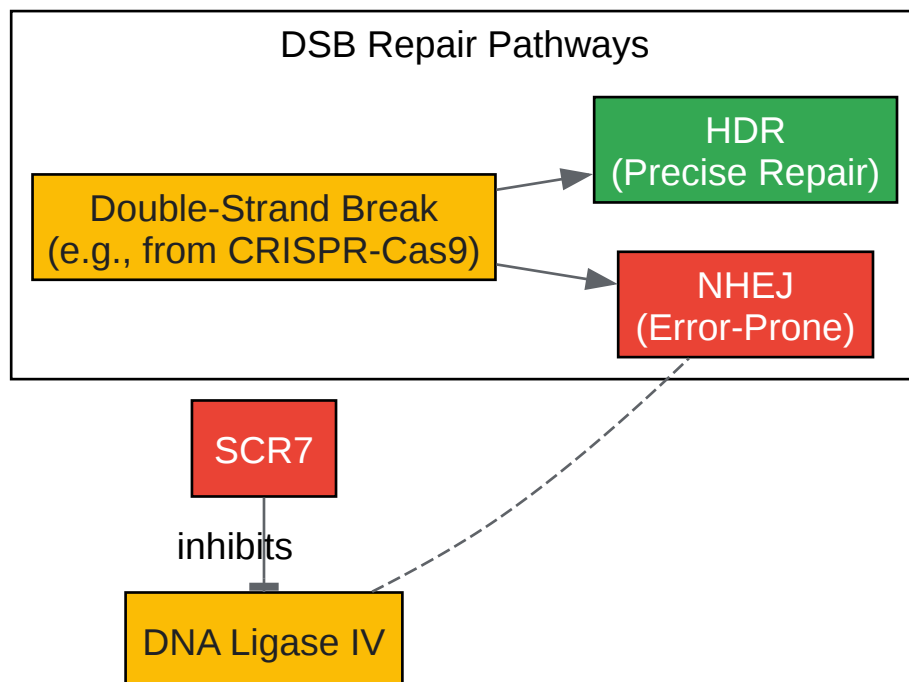 DSB Repair Pathways
HDR
(Precise Repair)
Double-Strand Break
(e.g., from CRISPR-Cas9)
NHEJ
(Error-Prone)
SCR7
inhibits
DNA Ligase IV